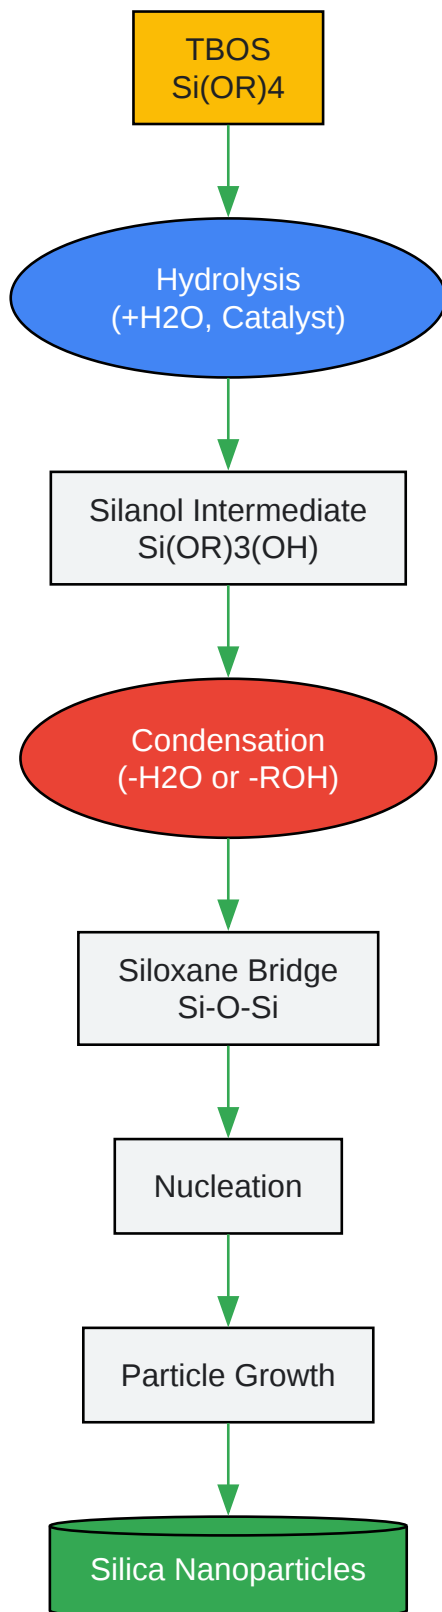 TBOS
Si(OR)4
Hydrolysis
(+H2O, Catalyst)
Silanol Intermediate
Si(OR)3(OH)
Condensation
(-H2O or -ROH)
Siloxane Bridge
Si-O-Si
Nucleation
Particle Growth
Silica Nanoparticles